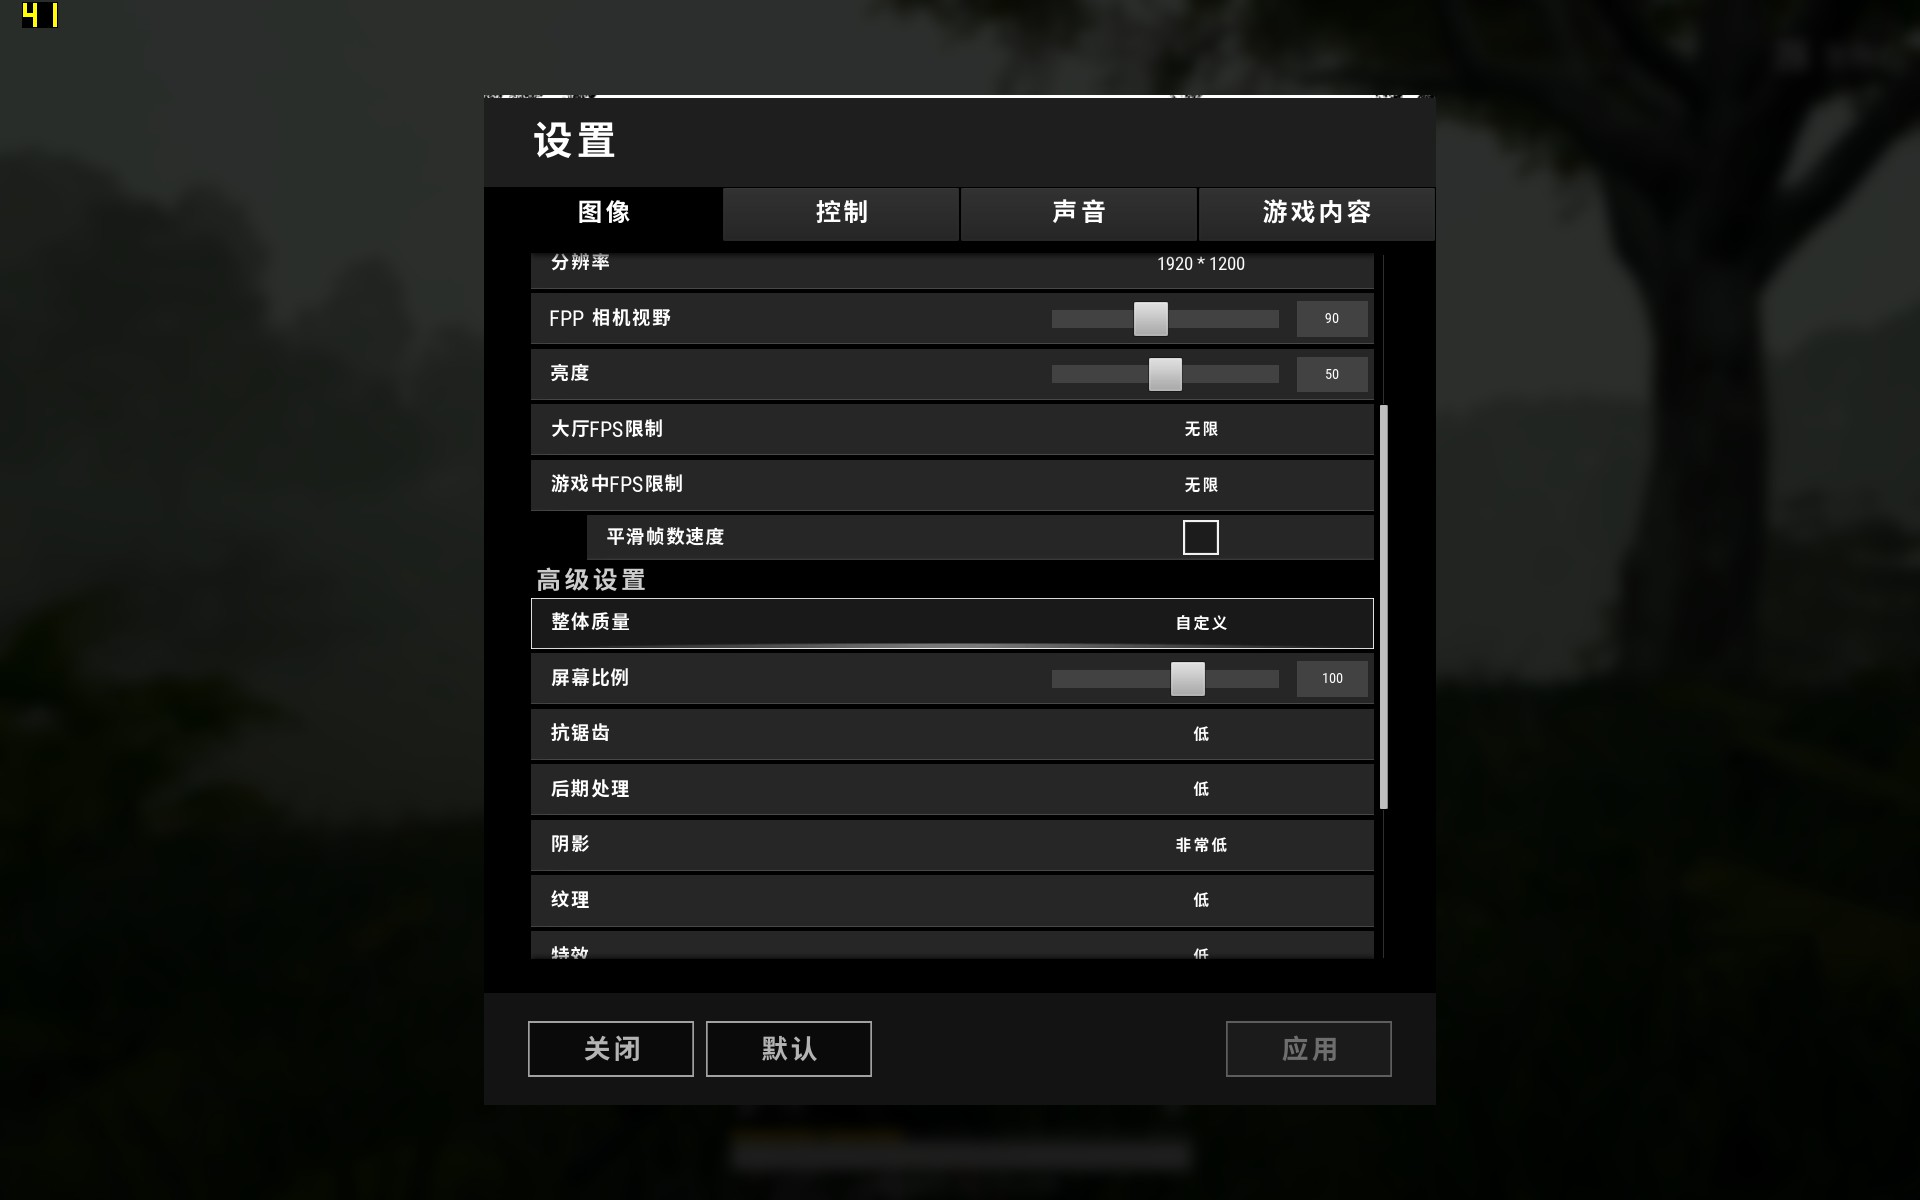 41
设置
图像
控制
声音
游戏内容
分辨率 1920 * 1200
FPP 相机视野 90
亮度 50
大厅FPS限制 无限
游戏中FPS限制 无限
平滑帧数速度
高级设置
整体质量 自定义
屏幕比例 100
抗锯齿 低
后期处理 低
阴影 非常低
纹理 低
特效 低
关闭
默认
应用